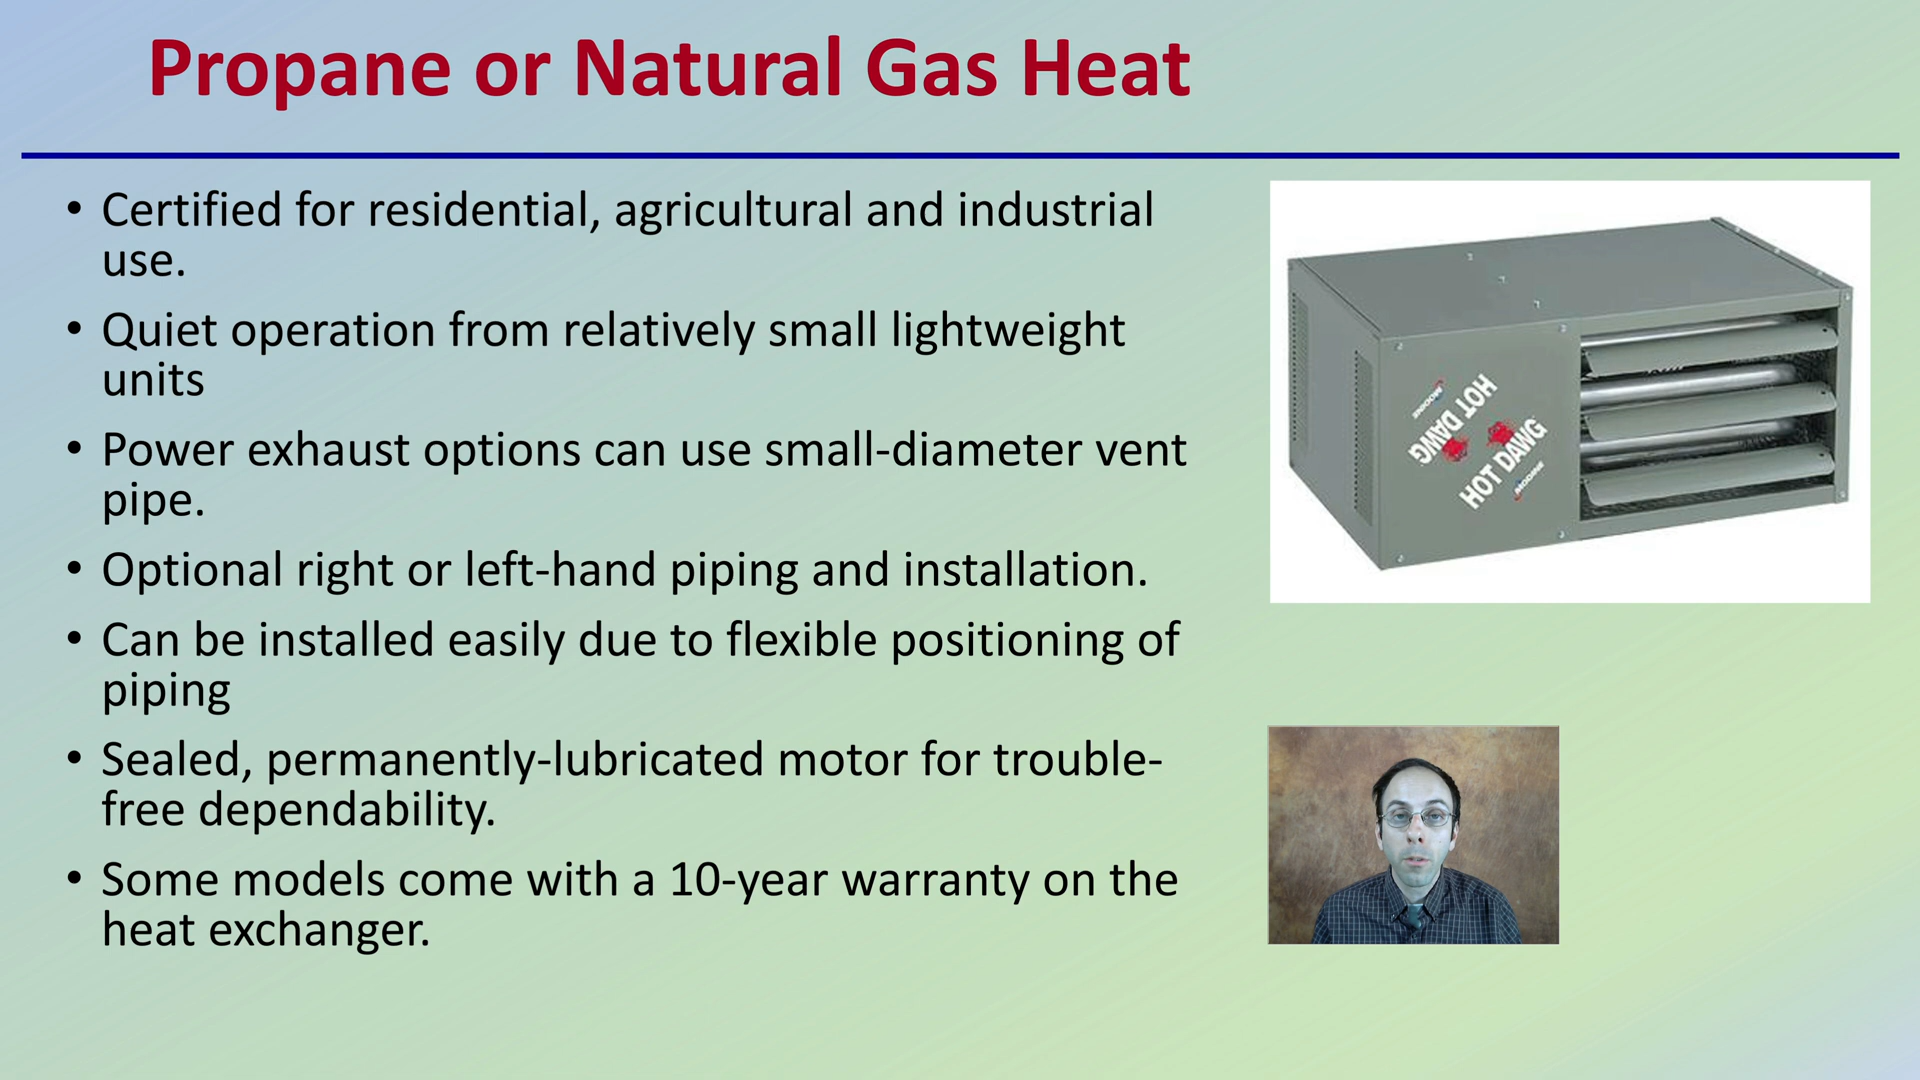 Propane or Natural Gas Heat
• Certified for residential, agricultural and industrial
use.
• Quiet operation from relatively small lightweight
units
• Power exhaust options can use small-diameter vent
pipe.
• Optional right or left-hand piping and installation.
• Can be installed easily due to flexible positioning of
piping
• Sealed, permanently-lubricated motor for trouble-
free dependability.
• Some models come with a 10-year warranty on the
heat exchanger.
MODINE
HOT DAWG
HOT DAWG
MODINE